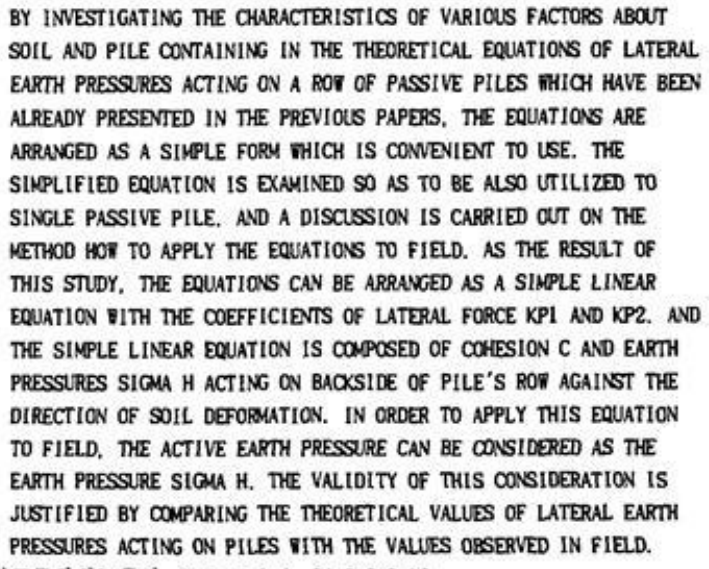 BY INVESTIGATING THE CHARACTERISTICS OF VARIOUS FACTORS ABOUT
SOIL AND PILE CONTAINING IN THE THEORETICAL EQUATIONS OF LATERAL
EARTH PRESSURES ACTING ON A ROW OF PASSIVE PILES WHICH HAVE BEEN
ALREADY PRESENTED IN THE PREVIOUS PAPERS, THE EQUATIONS ARE
ARRANGED AS A SIMPLE FORM WHICH IS CONVENIENT TO USE. THE
SIMPLIFIED EQUATION IS EXAMINED SO AS TO BE ALSO UTILIZED TO
SINGLE PASSIVE PILE, AND A DISCUSSION IS CARRIED OUT ON THE
METHOD HOW TO APPLY THE EQUATIONS TO FIELD. AS THE RESULT OF
THIS STUDY, THE EQUATIONS CAN BE ARRANGED AS A SIMPLE LINEAR
EQUATION WITH THE COEFFICIENTS OF LATERAL FORCE KP1 AND KP2. AND
THE SIMPLE LINEAR EQUATION IS COMPOSED OF COHESION C AND EARTH
PRESSURES SIGMA H ACTING ON BACKSIDE OF PILE'S ROW AGAINST THE
DIRECTION OF SOIL DEFORMATION. IN ORDER TO APPLY THIS EQUATION
TO FIELD, THE ACTIVE EARTH PRESSURE CAN BE CONSIDERED AS THE
EARTH PRESSURE SIGMA H. THE VALIDITY OF THIS CONSIDERATION IS
JUSTIFIED BY COMPARING THE THEORETICAL VALUES OF LATERAL EARTH
PRESSURES ACTING ON PILES WITH THE VALUES OBSERVED IN FIELD.